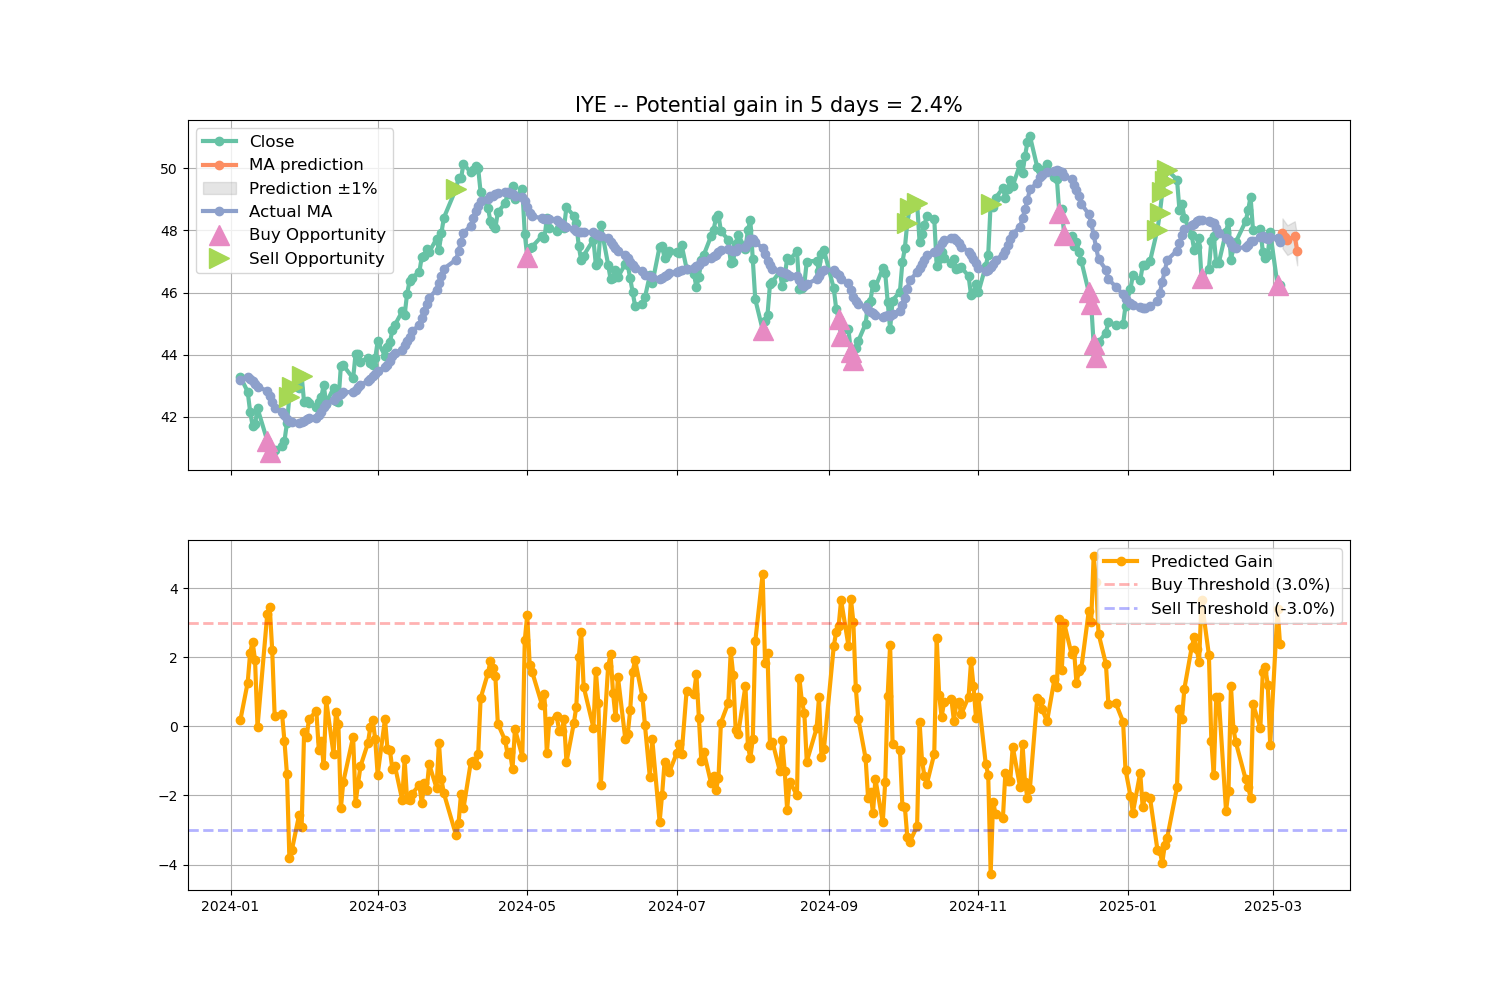 IYE -- Potential gain in 5 days = 2.4%
Close
MA prediction
Prediction ±1%
Actual MA
Buy Opportunity
Sell Opportunity
50
48
46
44
42
Predicted Gain
Buy Threshold (3.0%)
Sell Threshold (-3.0%)
4
2
0
−2
−4
2024-01 2024-03 2024-05 2024-07 2024-09 2024-11 2025-01 2025-03